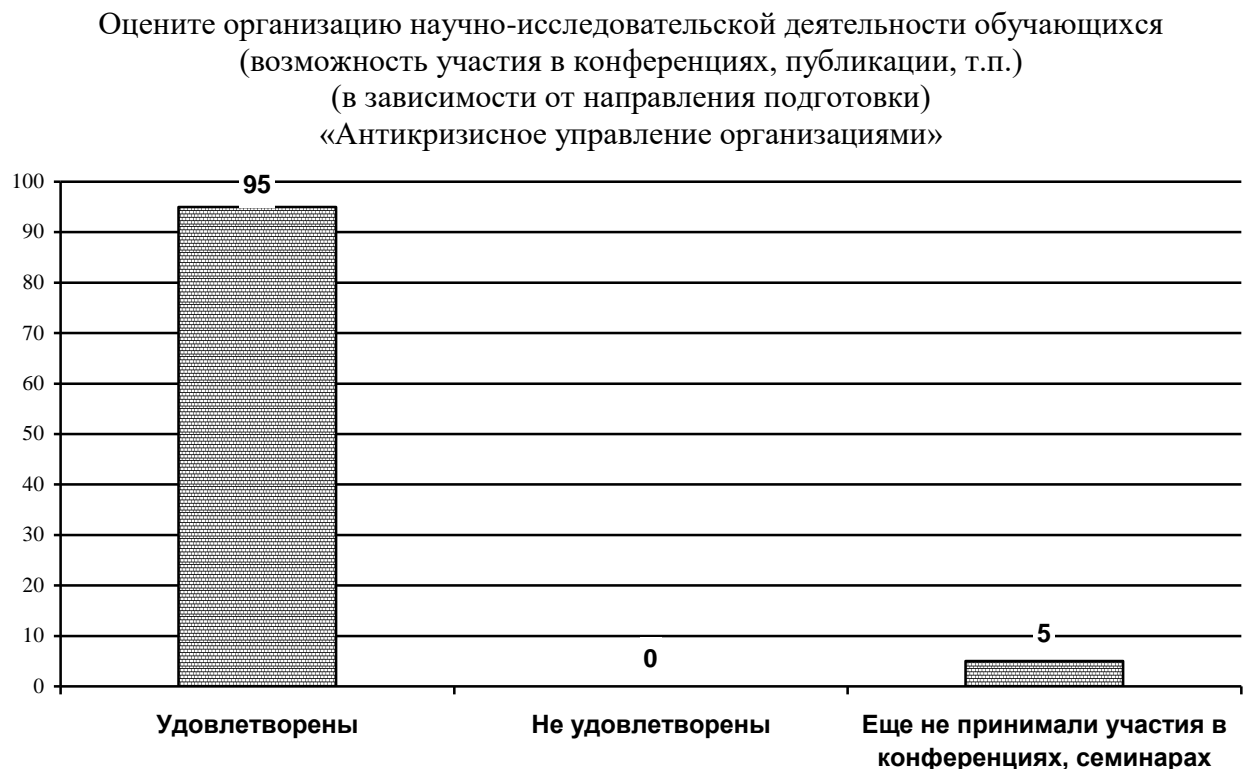 Оцените организацию научно-исследовательской деятельности обучающихся
(возможность участия в конференциях, публикации, т.п.)
(в зависимости от направления подготовки)
«Антикризисное управление организациями»
100
90
80
70
60
50
40
30
20
10
0
95
0
5
Удовлетворены
Не удовлетворены
Еще не принимали участия в
конференциях, семинарах